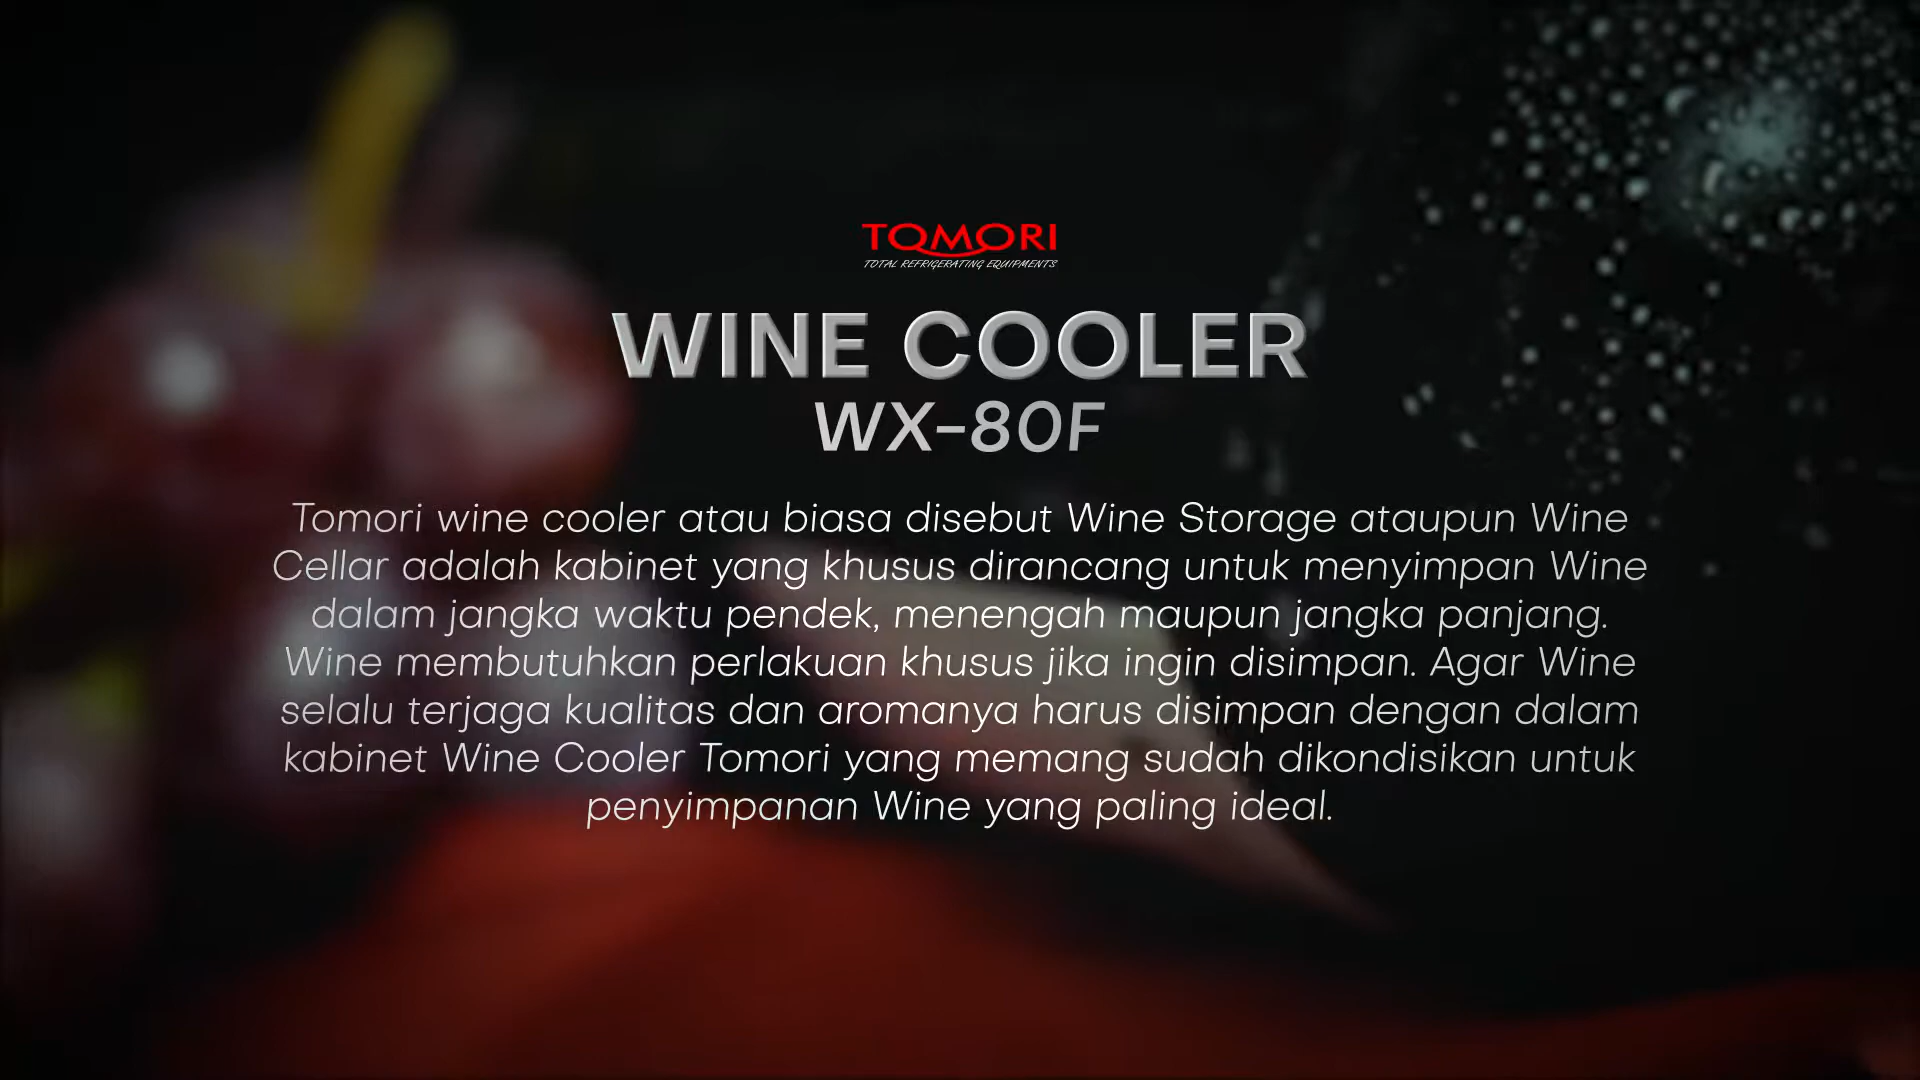 TOMORI
TOTAL REFRIGERATING EQUIPMENTS
WINE COOLER
WX-80F
Tomori wine cooler atau biasa disebut Wine Storage ataupun Wine
Cellar adalah kabinet yang khusus dirancang untuk menyimpan Wine
dalam jangka waktu pendek, menengah maupun jangka panjang.
Wine membutuhkan perlakuan khusus jika ingin disimpan. Agar Wine
selalu terjaga kualitas dan aromanya harus disimpan dengan dalam
kabinet Wine Cooler Tomori yang memang sudah dikondisikan untuk
penyimpanan Wine yang paling ideal.